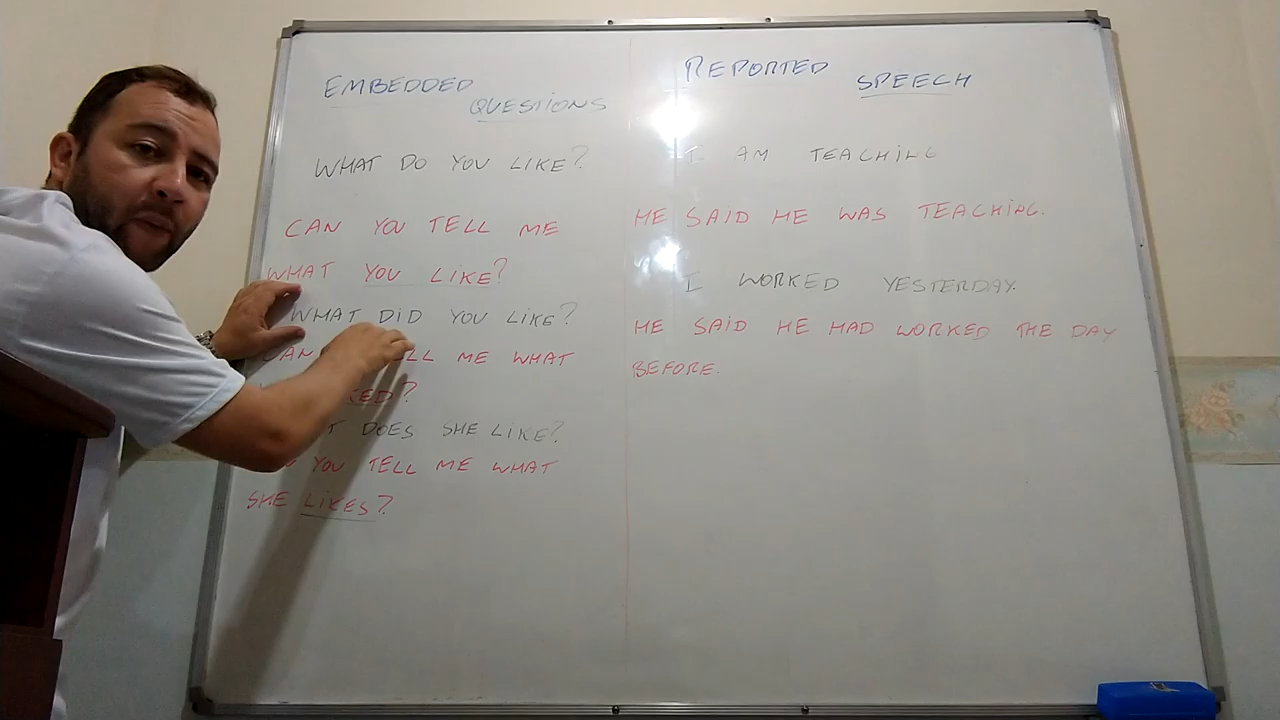 EMBEDDED
QUESTIONS
WHAT DO YOU LIKE?
CAN YOU TELL ME
WHAT YOU LIKE?
WHAT DID YOU LIKE?
CAN ME WHAT
DOES SHE LIKE?
YOU TELL ME WHAT
SHE LIKES?
REPORTED
SPEECH
I AM TEACHING
HE SAID HE WAS TEACHING.
I WORKED YESTERDAY.
HE SAID HE HAD WORKED THE DAY
BEFORE.